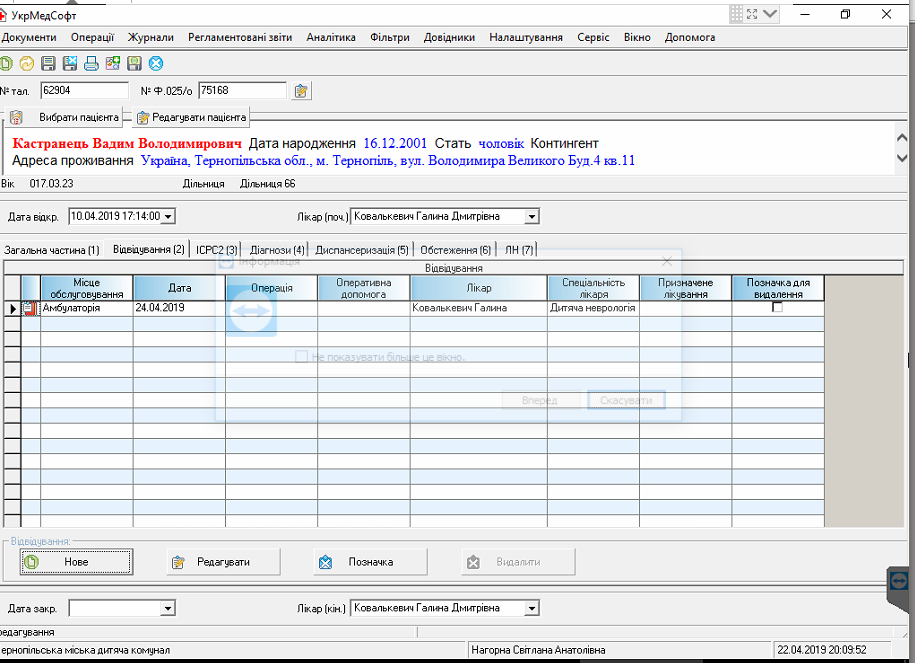 УкрМедСофт
Документи Операції Журнали Регламентовані звіти Аналітика Фільтри Довідники Налаштування Сервіс Вікно Допомога
№ тал. 62904 № Ф.025/о 75168
Вибрати пацієнта Редагувати пацієнта
Кастранець Вадим Володимирович Дата народження 16.12.2001 Стать чоловік Контингент
Адреса проживання Україна, Тернопільська обл., м. Тернопіль, вул. Володимира Великого Буд.4 кв.11
Вік 017.03.23 Дільниця Дільниця 66
Дата відкр. 10.04.2019 17:14:00 Лікар (поч.) Ковалькевич Галина Дмитрівна
Загальна частина (1) Відвідування (2) ICPC2 (3) Діагнози (4) Диспансеризація (5) Обстеження (6) ЛН (7)
Інформація
Відвідування
Місце обслуговування Дата Операція Оперативна допомога Лікар Спеціальність лікаря Призначене лікування Позначка для видалення
Амбулаторія 24.04.2019 Ковалькевич Галина Дитяча неврологія
Не показувати більше це вікно.
Вперед Скасувати
Відвідування:
Нове Редагувати Позначка Видалити
Дата закр. Лікар (кін.) Ковалькевич Галина Дмитрівна
редагування
ернопільська міська дитяча комунал Нагорна Світлана Анатолівна 22.04.2019 20:09:52